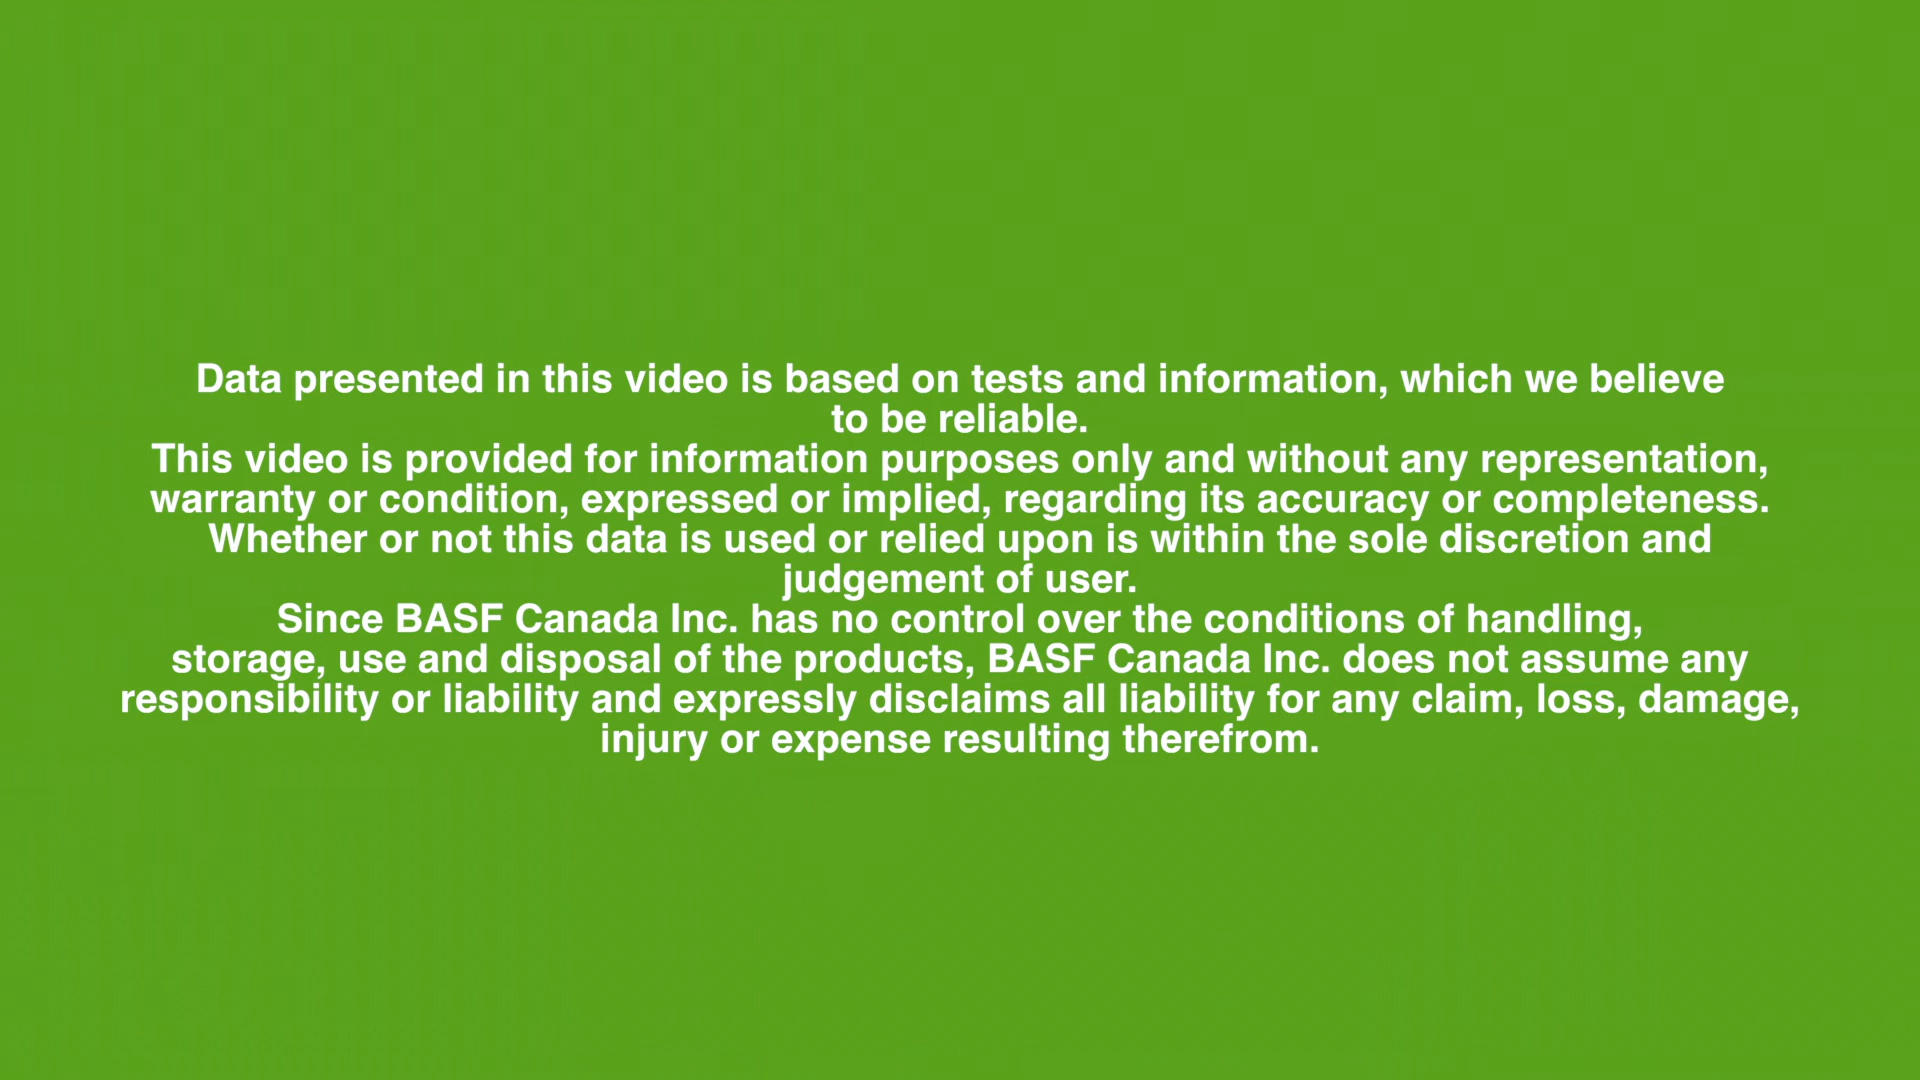 Data presented in this video is based on tests and information, which we believe
to be reliable.
This video is provided for information purposes only and without any representation,
warranty or condition, expressed or implied, regarding its accuracy or completeness.
Whether or not this data is used or relied upon is within the sole discretion and
judgement of user.
Since BASF Canada Inc. has no control over the conditions of handling,
storage, use and disposal of the products, BASF Canada Inc. does not assume any
responsibility or liability and expressly disclaims all liability for any claim, loss, damage,
injury or expense resulting therefrom.